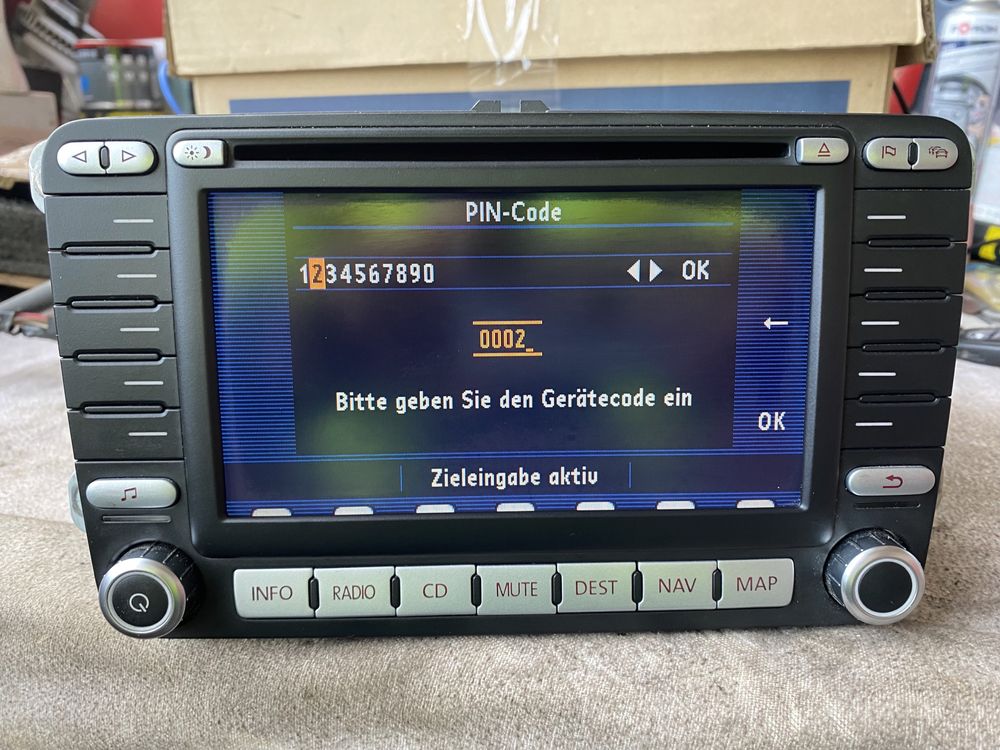 PIN-Code
1234567890 OK
0002_
Bitte geben Sie den Gerätecode ein
OK
Zieleingabe aktiv
INFO RADIO CD MUTE DEST NAV MAP